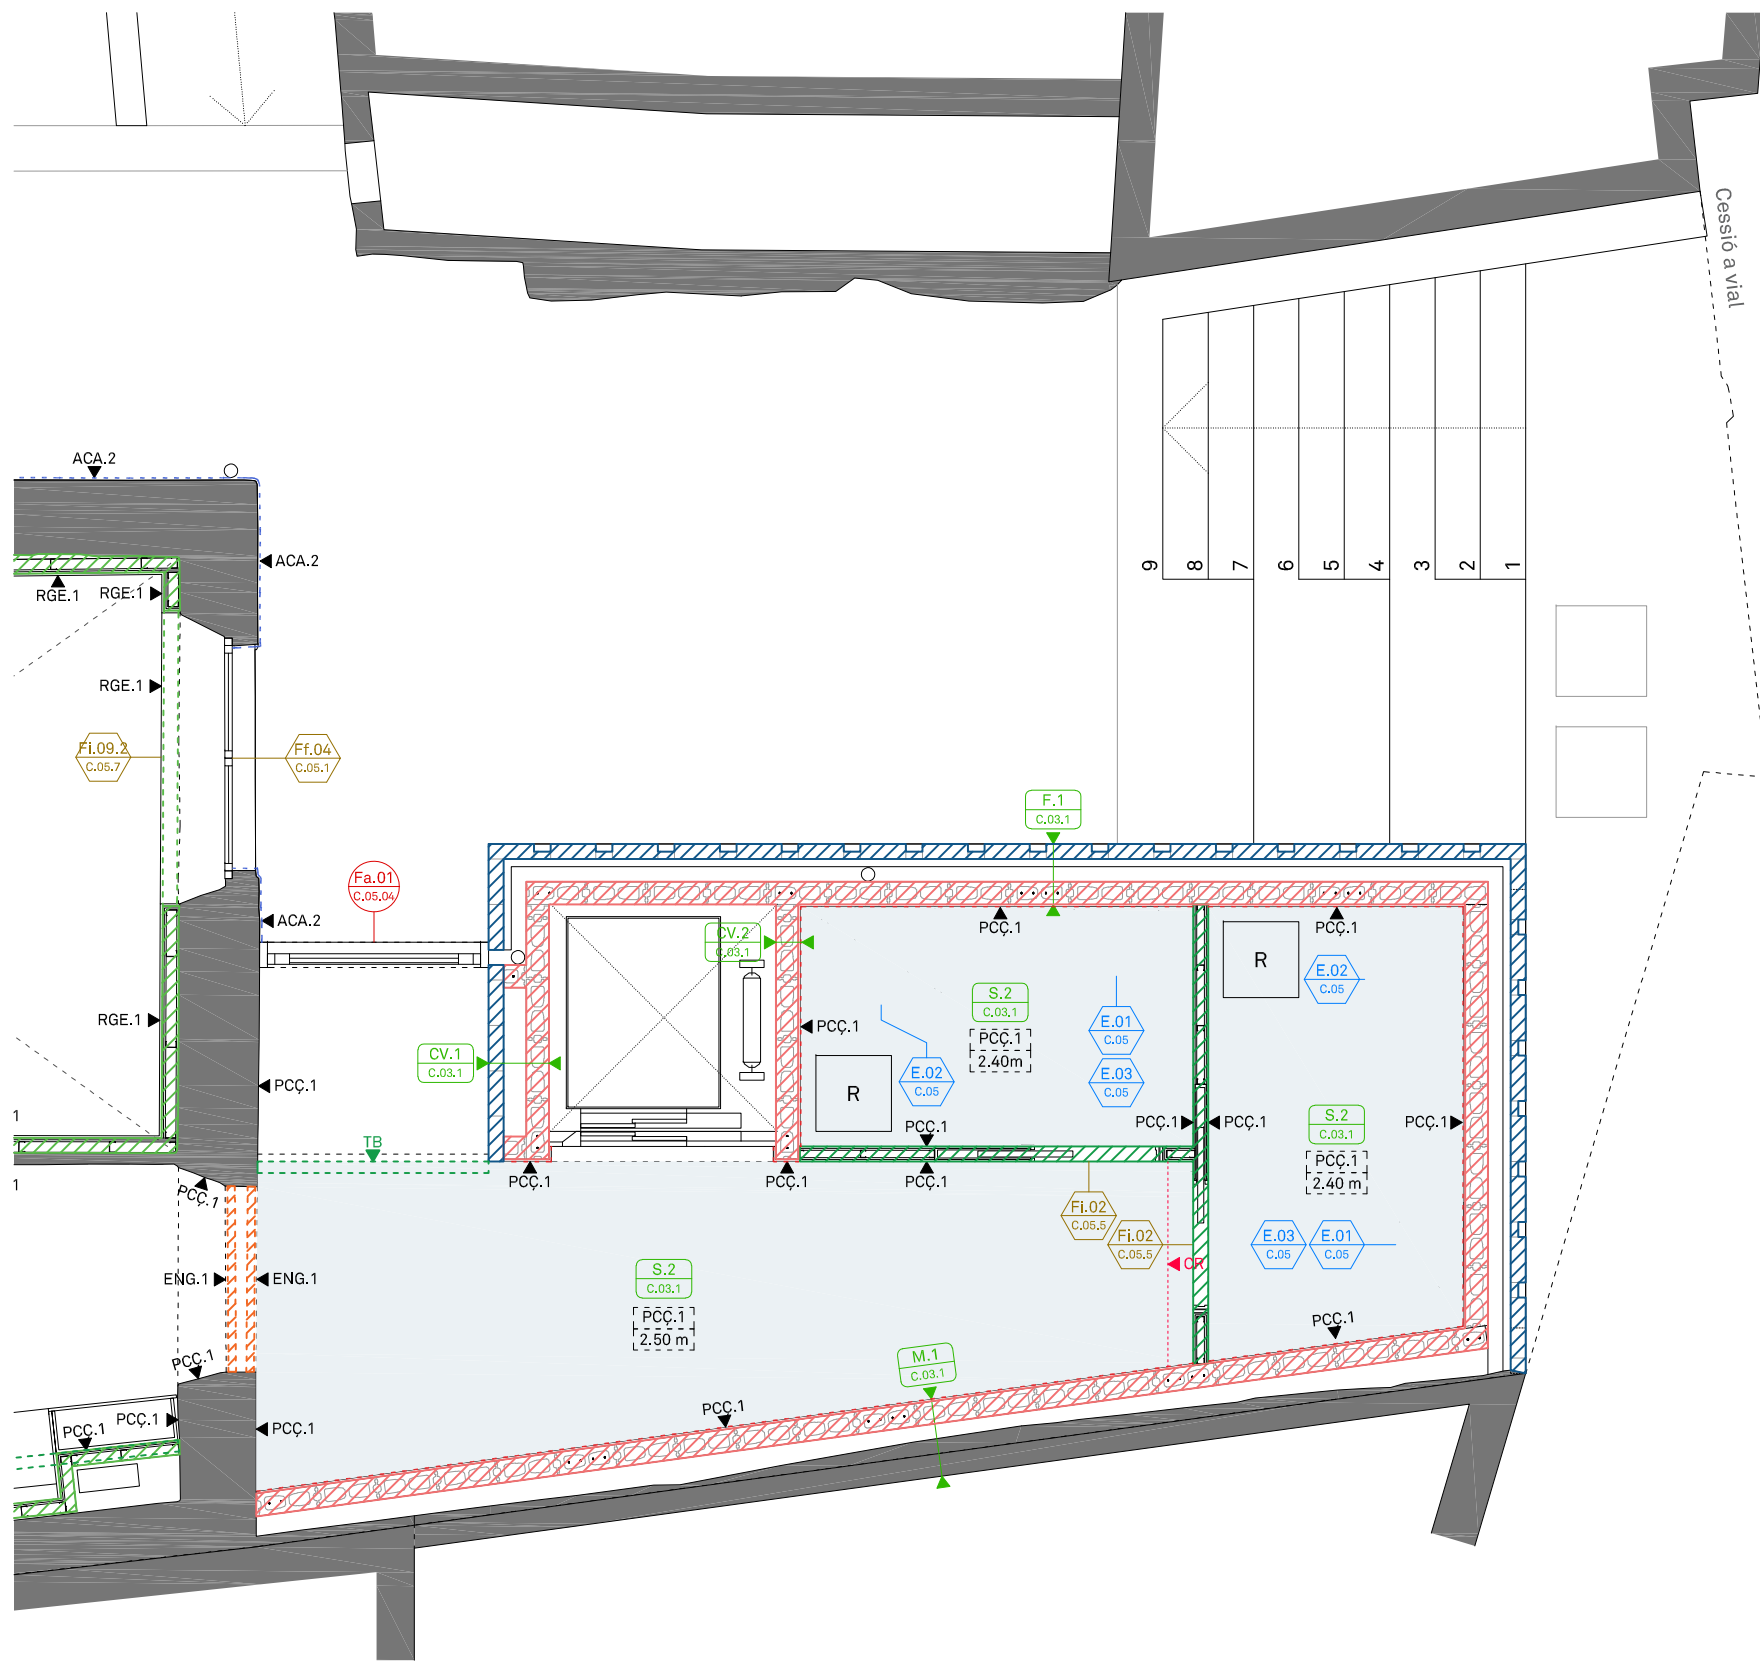 Cessió a vial
ACA.2
ACA.2
RGE.1
RGE.1
9
8
7
6
5
4
3
2
1
RGE.1
Fi.09.2
C.05.7
Ff.04
C.05.1
F.1
C.03.1
Fa.01
C.05.04
ACA.2
CV.2
C.03.1
PCÇ.1
PCÇ.1
R
E.02
C.05
S.2
C.03.1
PCÇ.1
2.40m
E.01
C.05
RGE.1
PCÇ.1
CV.1
C.03.1
E.02
C.05
E.03
C.05
R
PCÇ.1
1
PCÇ.1
PCÇ.1
PCÇ.1
S.2
C.03.1
PCÇ.1
PCÇ.1
2.40 m
TB
1
PCÇ.1
PCÇ.1
PCÇ.1
PCÇ.1
Fi.02
C.05.5
Fi.02
C.05.5
E.03
C.05
E.01
C.05
CR
ENG.1
ENG.1
S.2
C.03.1
PCÇ.1
2.50 m
PCÇ.1
PCÇ.1
M.1
C.03.1
PCÇ.1
PCÇ.1
PCÇ.1
PCÇ.1